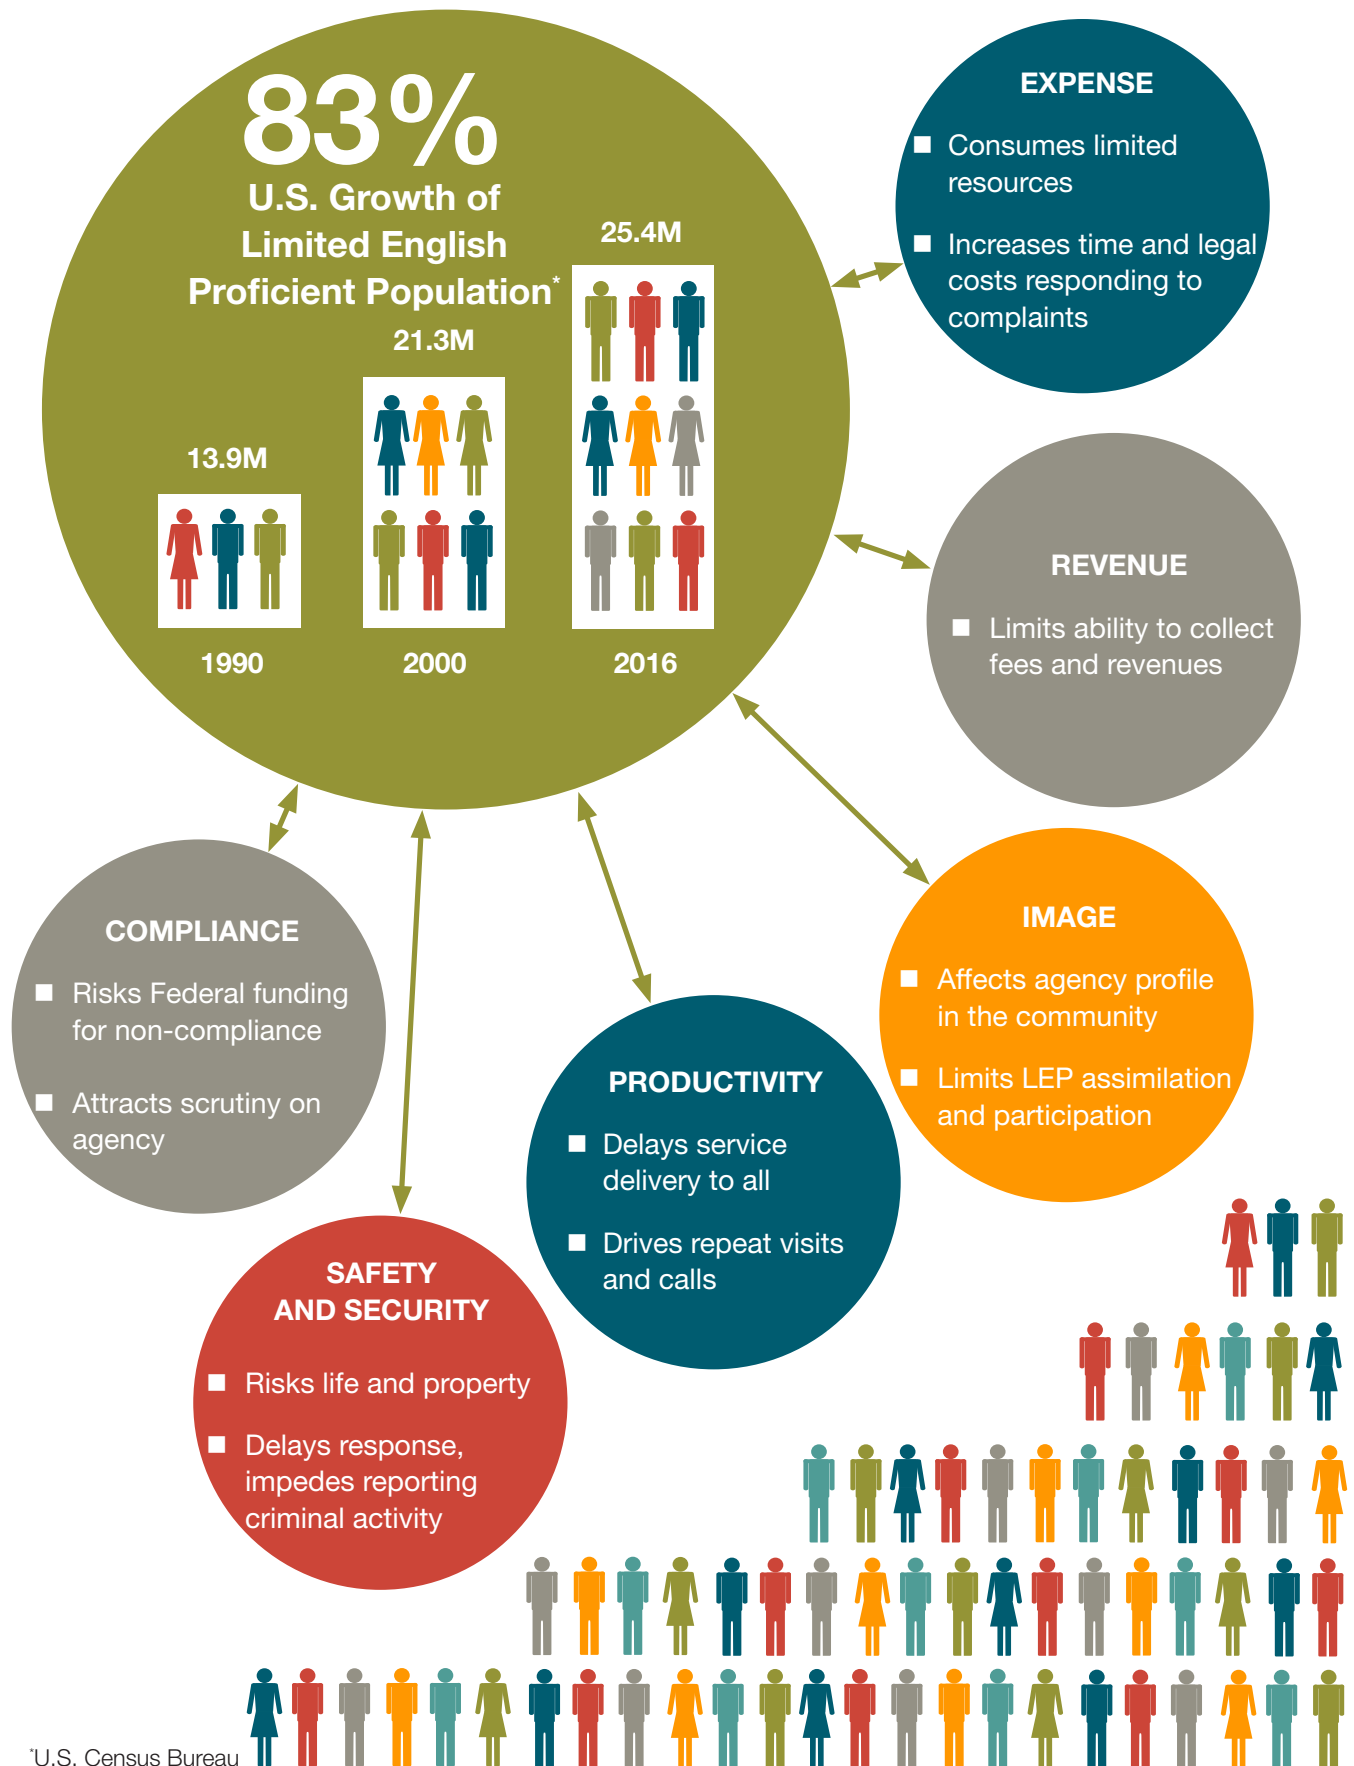 83%
U.S. Growth of
Limited English
Proficient Population*
13.9M
21.3M
25.4M
1990
2000
2016
EXPENSE
■ Consumes limited
resources
■ Increases time and legal
costs responding to
complaints
REVENUE
■ Limits ability to collect
fees and revenues
IMAGE
■ Affects agency profile
in the community
■ Limits LEP assimilation
and participation
COMPLIANCE
■ Risks Federal funding
for non-compliance
■ Attracts scrutiny on
agency
PRODUCTIVITY
■ Delays service
delivery to all
■ Drives repeat visits
and calls
SAFETY
AND SECURITY
■ Risks life and property
■ Delays response,
impedes reporting
criminal activity
*U.S. Census Bureau